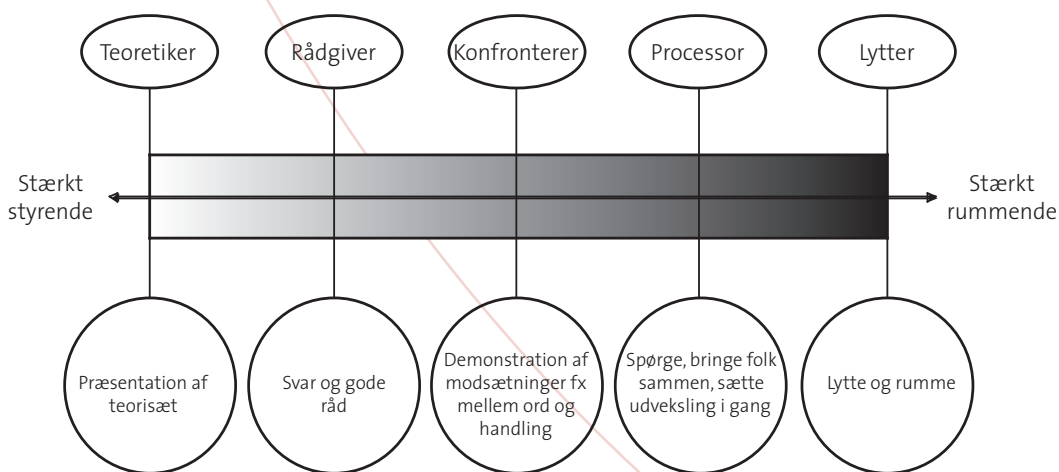 Teoretiker
Rådgiver
Konfronterer
Processor
Lytter
Stærkt
styrende
Stærkt
rummende
Præsentation af
teorisæt
Svar og gode
råd
Demonstration af
modsætninger fx
mellem ord og
handling
Spørge, bringe folk
sammen, sætte
udveksling i gang
Lytte og rumme